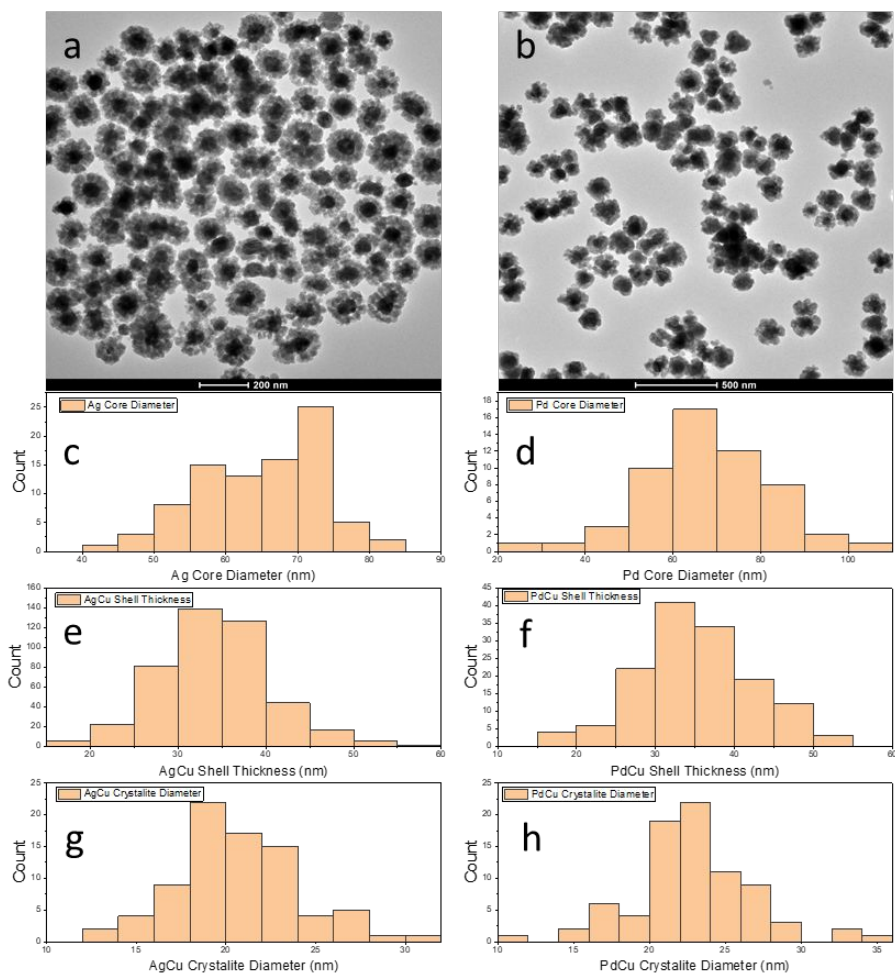 a
b
200 nm
500 nm
Ag Core Diameter
c
Count
25
20
15
10
5
0
40 50 60 70 80 90
Ag Core Diameter (nm)
Pd Core Diameter
d
Count
18
16
14
12
10
8
6
4
2
0
20 40 60 80 100
Pd Core Diameter (nm)
AgCu Shell Thickness
e
Count
160
140
120
100
80
60
40
20
0
20 30 40 50 60
AgCu Shell Thickness (nm)
PdCu Shell Thickness
f
Count
45
40
35
30
25
20
15
10
5
0
10 20 30 40 50 60
PdCu Shell Thickness (nm)
AgCu Crystalite Diameter
g
Count
25
20
15
10
5
0
10 15 20 25 30
AgCu Crystalite Diameter (nm)
PdCu Crystalite Diameter
h
Count
25
20
15
10
5
0
10 15 20 25 30 35
PdCu Crystalite Diameter (nm)